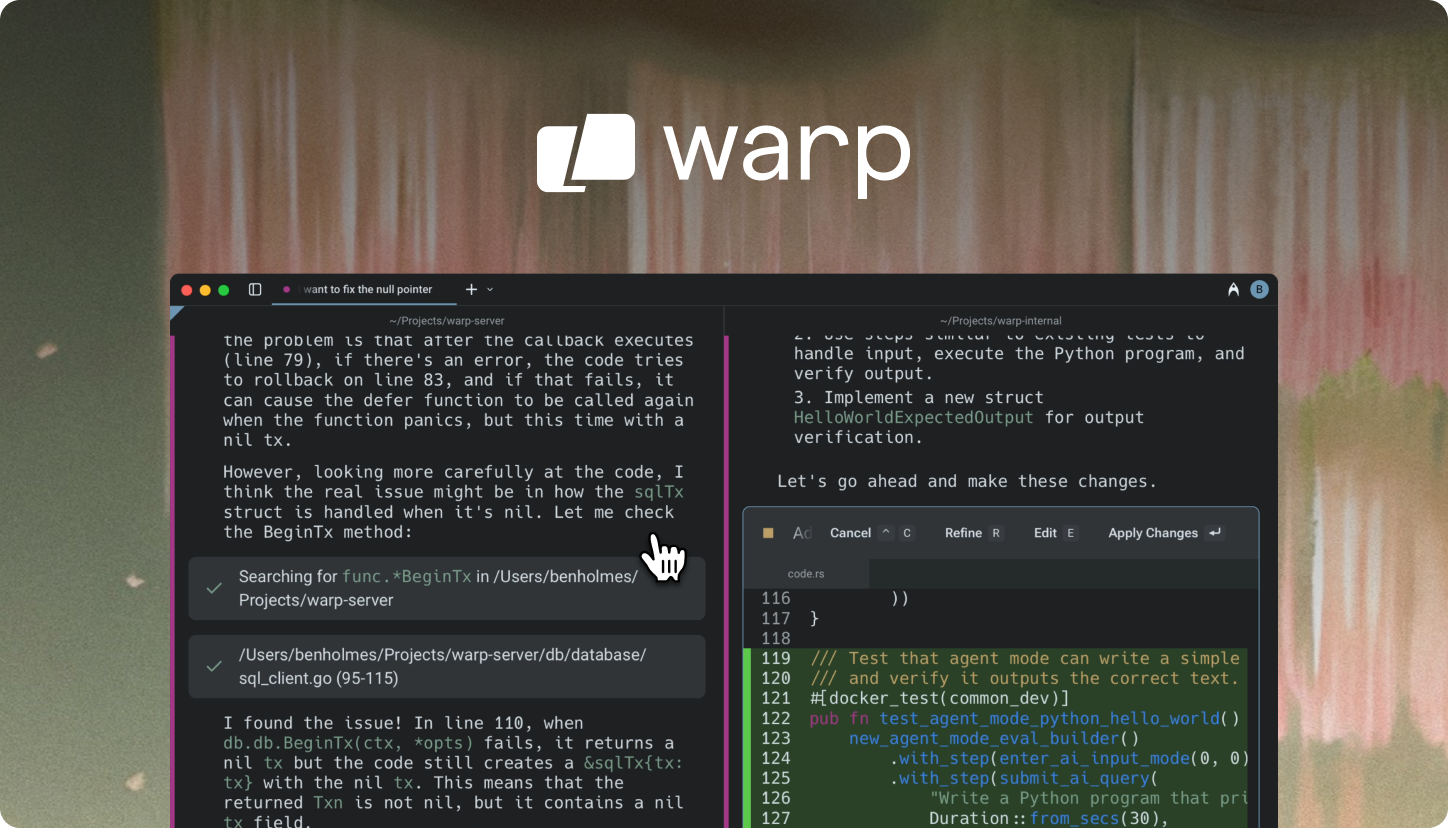 warp
want to fix the null pointer
B
~/Projects/warp-server
the problem is that after the callback executes
(line 79), if there's an error, the code tries
to rollback on line 83, and if that fails, it
can cause the defer function to be called again
when the function panics, but this time with a
nil tx.
However, looking more carefully at the code, I
think the real issue might be in how the sqlTx
struct is handled when it's nil. Let me check
the BeginTx method:
Searching for func.*BeginTx in /Users/benholmes/
Projects/warp-server
/Users/benholmes/Projects/warp-server/db/database/
sql_client.go (95-115)
I found the issue! In line 110, when
db.db.BeginTx(ctx, *opts) fails, it returns a
nil tx but the code still creates a &sqlTx{tx:
tx} with the nil tx. This means that the
returned Txn is not nil, but it contains a nil
tx field.
~/Projects/warp-internal
2. Use steps similar to existing tests to
handle input, execute the Python program, and
verify output.
3. Implement a new struct
HelloWorldExpectedOutput for output
verification.
Let's go ahead and make these changes.
Ad Cancel ^ C Refine R Edit E Apply Changes ↵
code.rs
116 ))
117 }
118
119 /// Test that agent mode can write a simple
120 /// and verify it outputs the correct text.
121 #[docker_test(common_dev)]
122 pub fn test_agent_mode_python_hello_world()
123 new_agent_mode_eval_builder()
124 .with_step(enter_ai_input_mode(0, 0)
125 .with_step(submit_ai_query(
126 "Write a Python program that pri
127 Duration::from_secs(30),